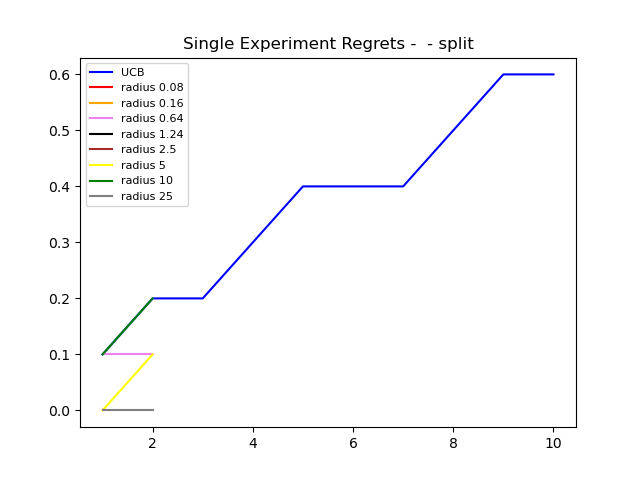 Single Experiment Regrets -  - split
UCB
radius 0.08
radius 0.16
radius 0.64
radius 1.24
radius 2.5
radius 5
radius 10
radius 25
0.6
0.5
0.4
0.3
0.2
0.1
0.0
2 4 6 8 10